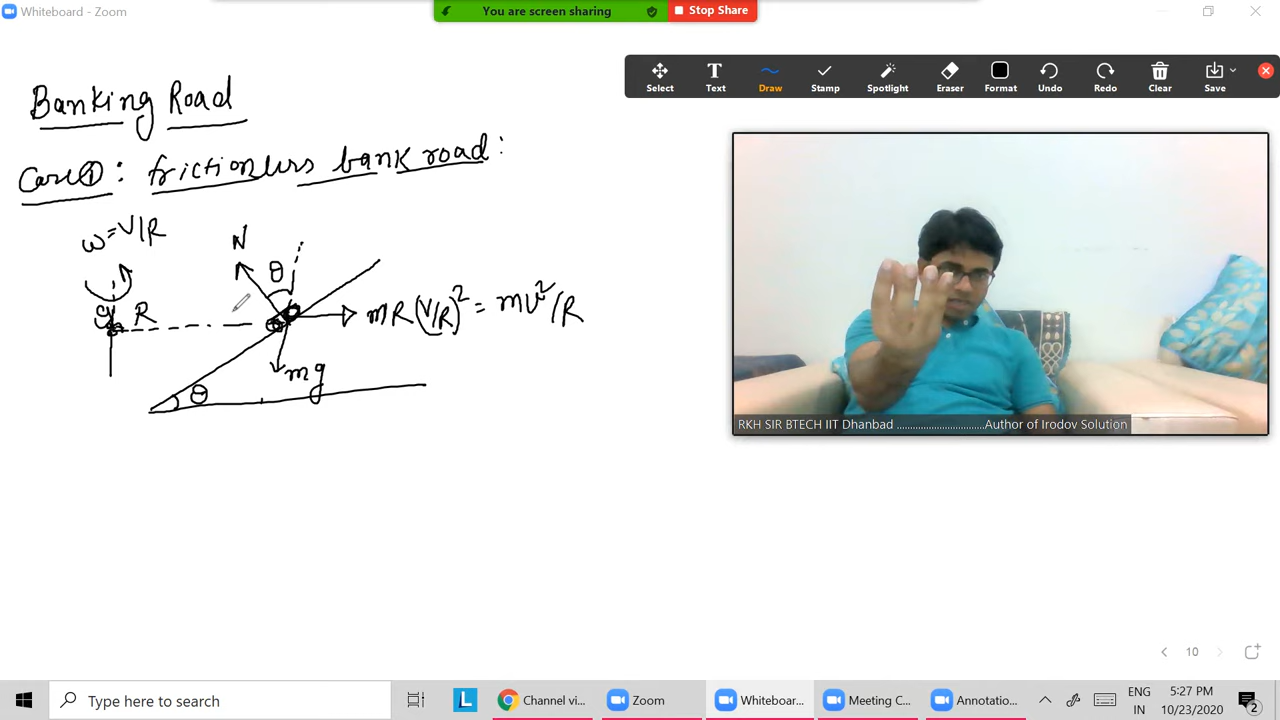 Whiteboard - Zoom
You are screen sharing
Stop Share
Select
Text
Draw
Stamp
Spotlight
Eraser
Format
Undo
Redo
Clear
Save
Banking Road
Case ①: frictionless bank road:
ω=V/R
N
θ
R
mR(V/R)²=mv²/R
mg
θ
RKH SIR BTECH IIT Dhanbad ................................Author of Irodov Solution
10
Type here to search
L
Channel vi...
Zoom
Whiteboar...
Meeting C...
Annotatio...
ENG
IN
5:27 PM
10/23/2020
2